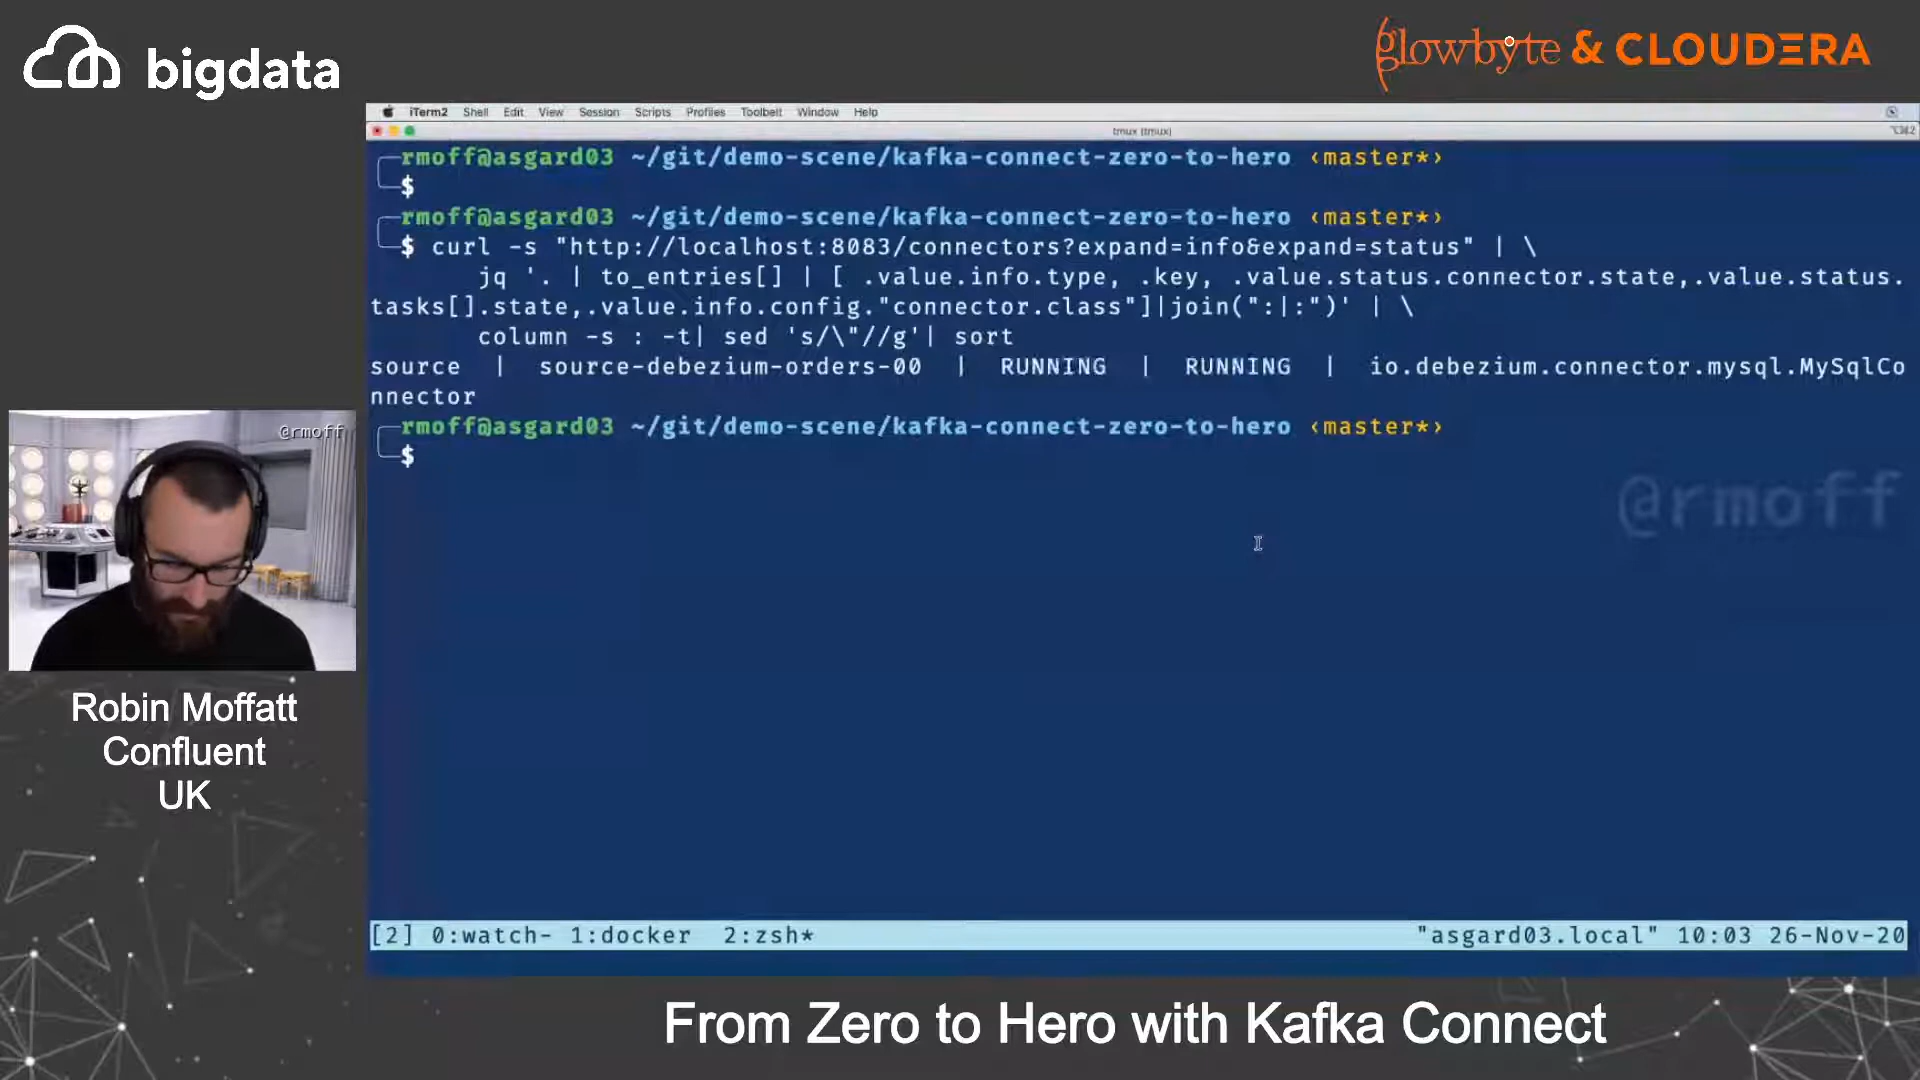 bigdata
glowbyte & CLOUDERA
iTerm2 Shell Edit View Session Scripts Profiles Toolbelt Window Help
tmux (tmux)
⌥⌘2
rmoff@asgard03 ~/git/demo-scene/kafka-connect-zero-to-hero ‹master*›
$
rmoff@asgard03 ~/git/demo-scene/kafka-connect-zero-to-hero ‹master*›
$ curl -s "http://localhost:8083/connectors?expand=info&expand=status" | \
jq '. | to_entries[] | [ .value.info.type, .key, .value.status.connector.state,.value.status.
tasks[].state,.value.info.config."connector.class"]|join(":|:")' | \
column -s : -t| sed 's/\"//g'| sort
source | source-debezium-orders-00 | RUNNING | RUNNING | io.debezium.connector.mysql.MySqlCo
nnector
rmoff@asgard03 ~/git/demo-scene/kafka-connect-zero-to-hero ‹master*›
$
@rmoff
@rmoff
Robin Moffatt
Confluent
UK
[2] 0:watch- 1:docker 2:zsh* "asgard03.local" 10:03 26-Nov-20
From Zero to Hero with Kafka Connect